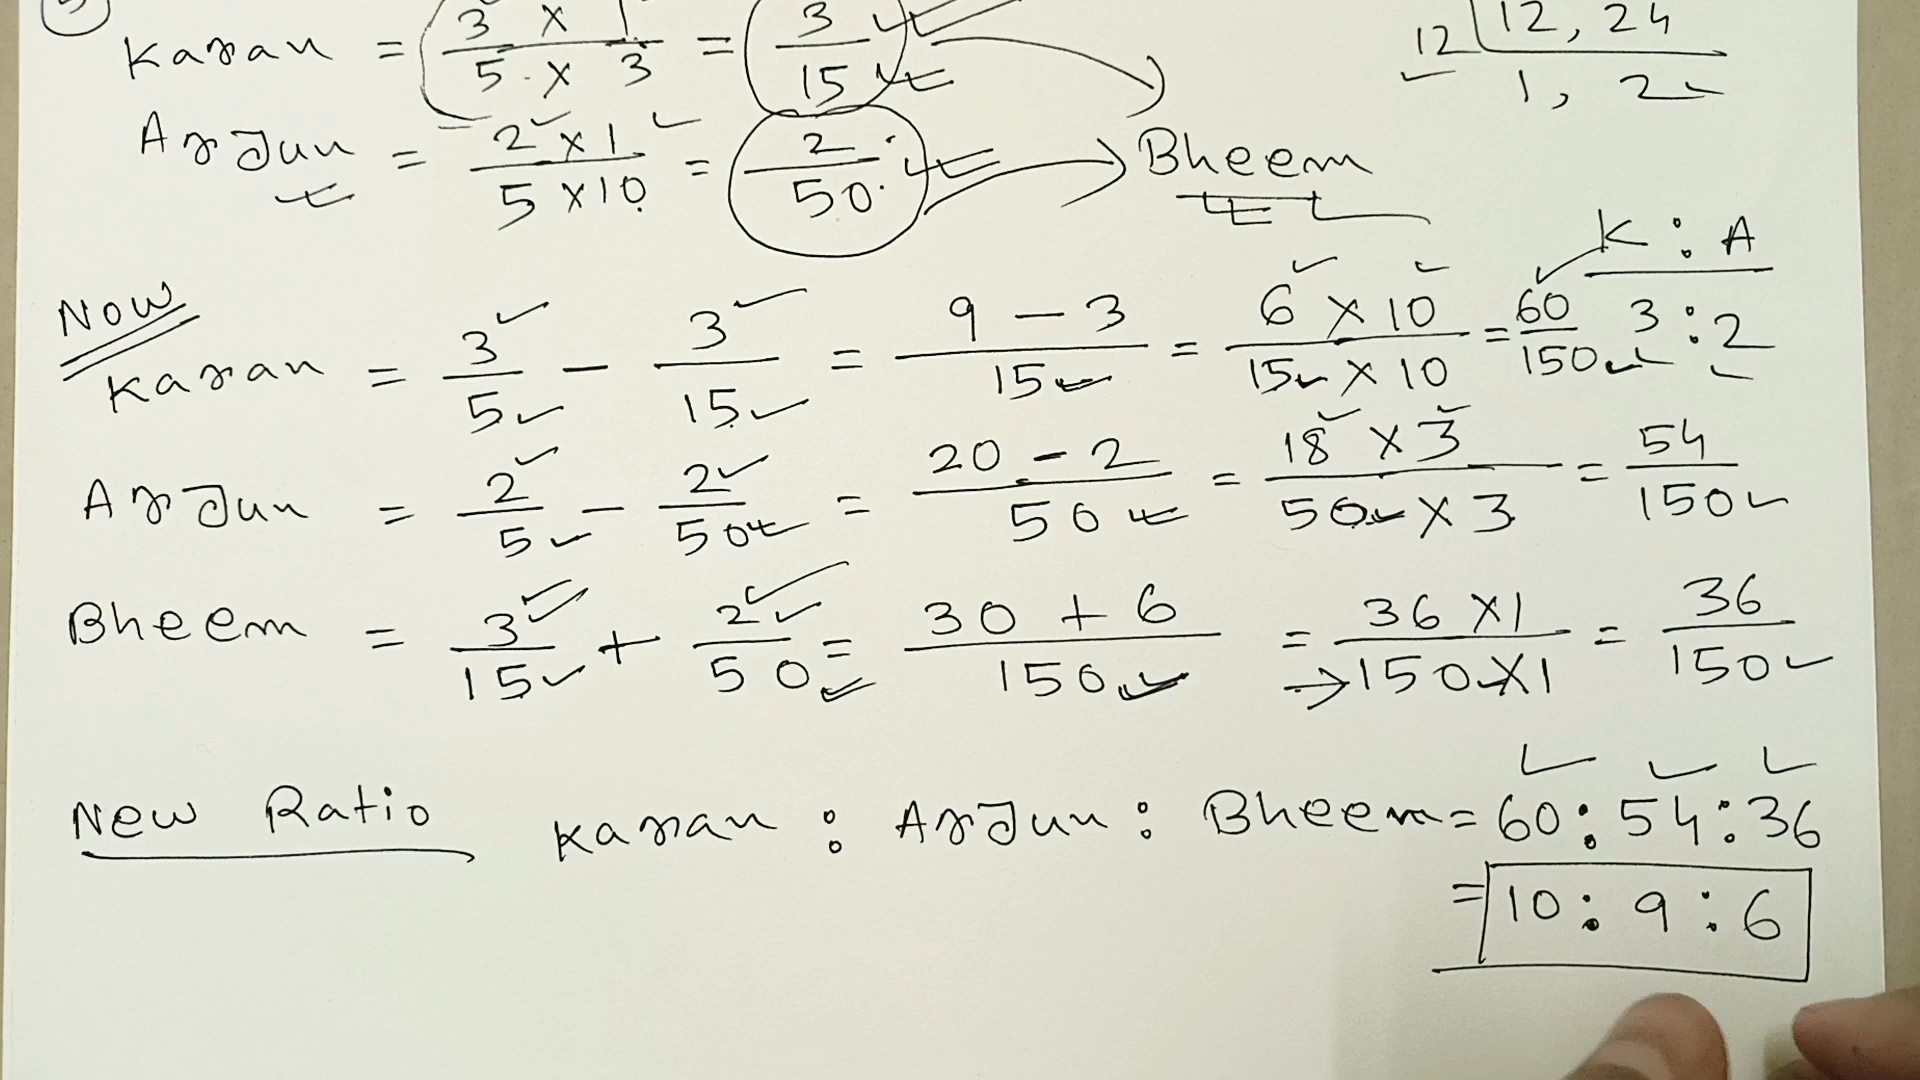 Karan = 3 x 1 / 5 x 3 = 3/15
12 | 12, 24
1, 2
Arjun = 2 x 1 / 5 x 10 = 2/50
Bheem
K : A
3 : 2
Now
Karan = 3/5 - 3/15 = 9 - 3 / 15 = 6 x 10 / 15 x 10 = 60/150
Arjun = 2/5 - 2/50 = 20 - 2 / 50 = 18 x 3 / 50 x 3 = 54/150
Bheem = 3/15 + 2/50 = 30 + 6 / 150 = 36 x 1 / 150 x 1 = 36/150
New Ratio Karan : Arjun : Bheem = 60 : 54 : 36
= 10 : 9 : 6